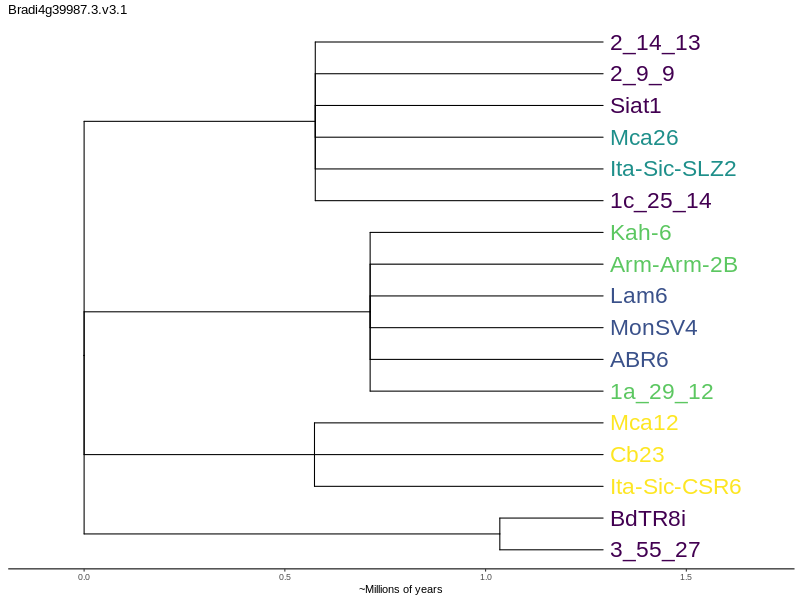 Bradi4g39987.3.v3.1
2_14_13
2_9_9
Siat1
Mca26
Ita-Sic-SLZ2
1c_25_14
Kah-6
Arm-Arm-2B
Lam6
MonSV4
ABR6
1a_29_12
Mca12
Cb23
Ita-Sic-CSR6
BdTR8i
3_55_27
0.0 0.5 1.0 1.5
~Millions of years